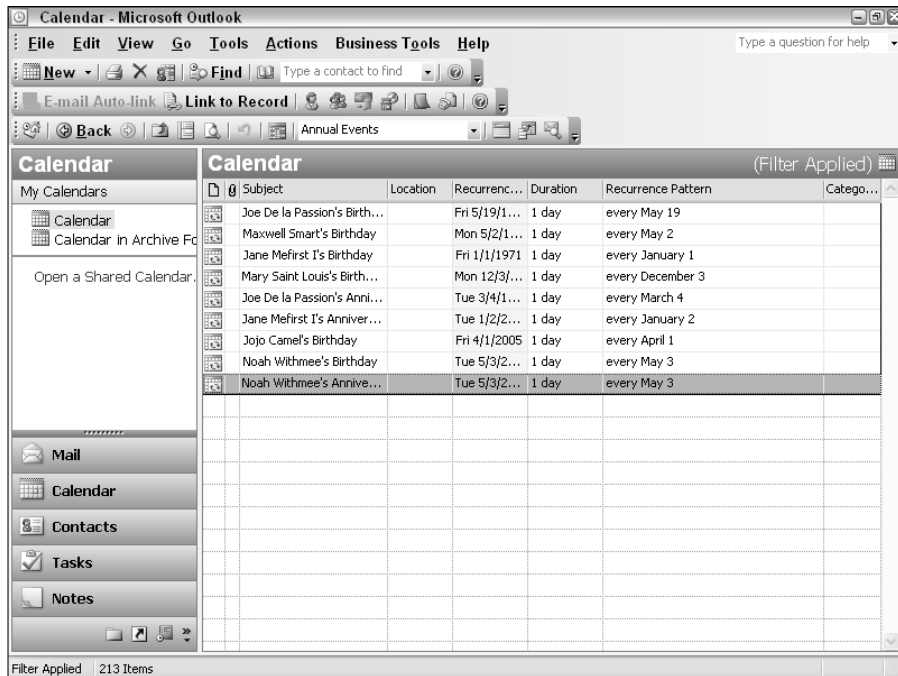 Calendar - Microsoft Outlook
File Edit View Go Tools Actions Business Tools Help Type a question for help
New Find Type a contact to find
E-mail Auto-link Link to Record
Back Annual Events
Calendar
My Calendars
Calendar
Calendar in Archive Fo
Open a Shared Calendar.
Mail
Calendar
Contacts
Tasks
Notes
Calendar (Filter Applied)
Subject Location Recurrenc... Duration Recurrence Pattern Catego...
Joe De la Passion's Birth... Fri 5/19/1... 1 day every May 19
Maxwell Smart's Birthday Mon 5/2/1... 1 day every May 2
Jane Mefirst I's Birthday Fri 1/1/1971 1 day every January 1
Mary Saint Louis's Birth... Mon 12/3/... 1 day every December 3
Joe De la Passion's Anni... Tue 3/4/1... 1 day every March 4
Jane Mefirst I's Anniver... Tue 1/2/2... 1 day every January 2
Jojo Camel's Birthday Fri 4/1/2005 1 day every April 1
Noah Withmee's Birthday Tue 5/3/2... 1 day every May 3
Noah Withmee's Annive... Tue 5/3/2... 1 day every May 3
Filter Applied 213 Items